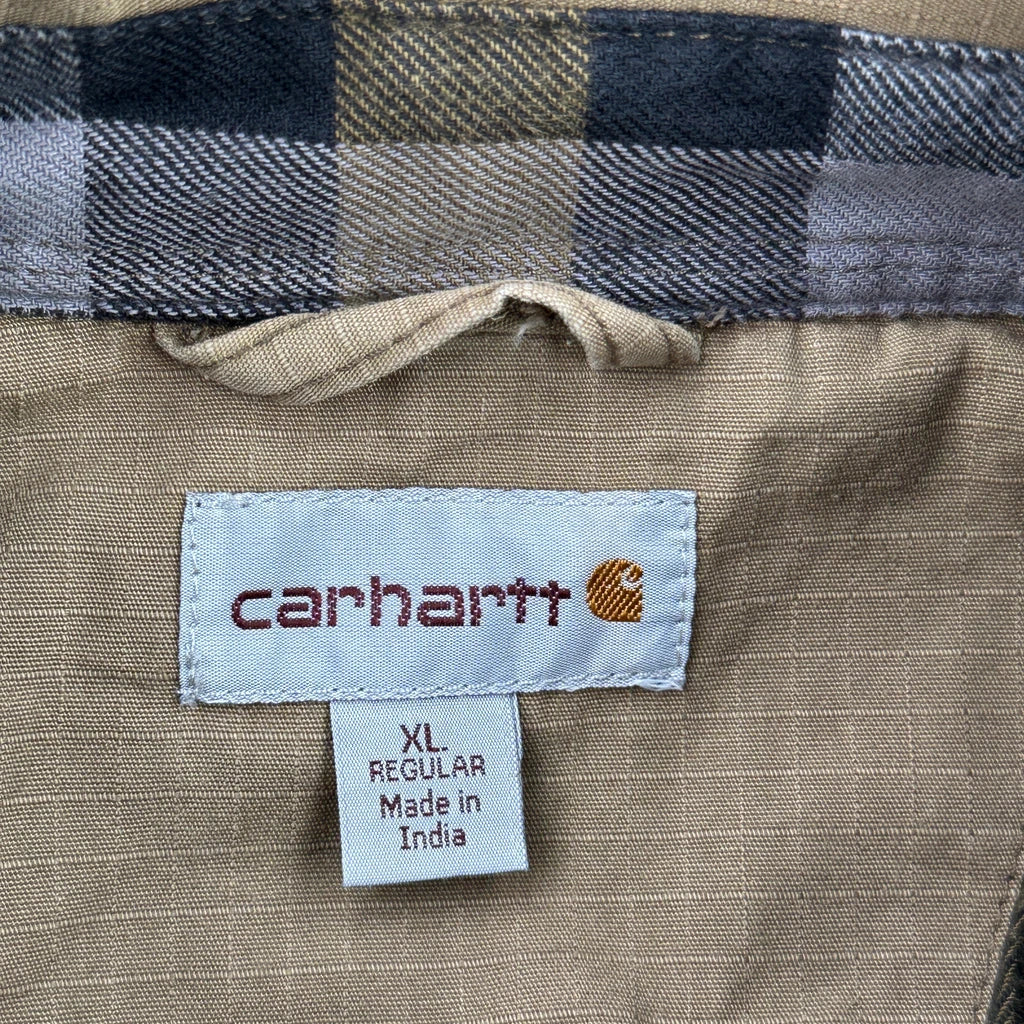 carhartt
XL.
REGULAR
Made in
India